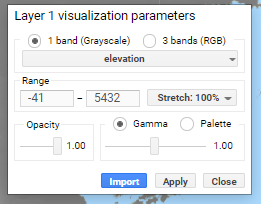 Layer 1 visualization parameters
1 band (Grayscale) 3 bands (RGB)
elevation
Range
-41 – 5432 Stretch: 100%
Opacity Gamma Palette
1.00 1.00
Import Apply Close